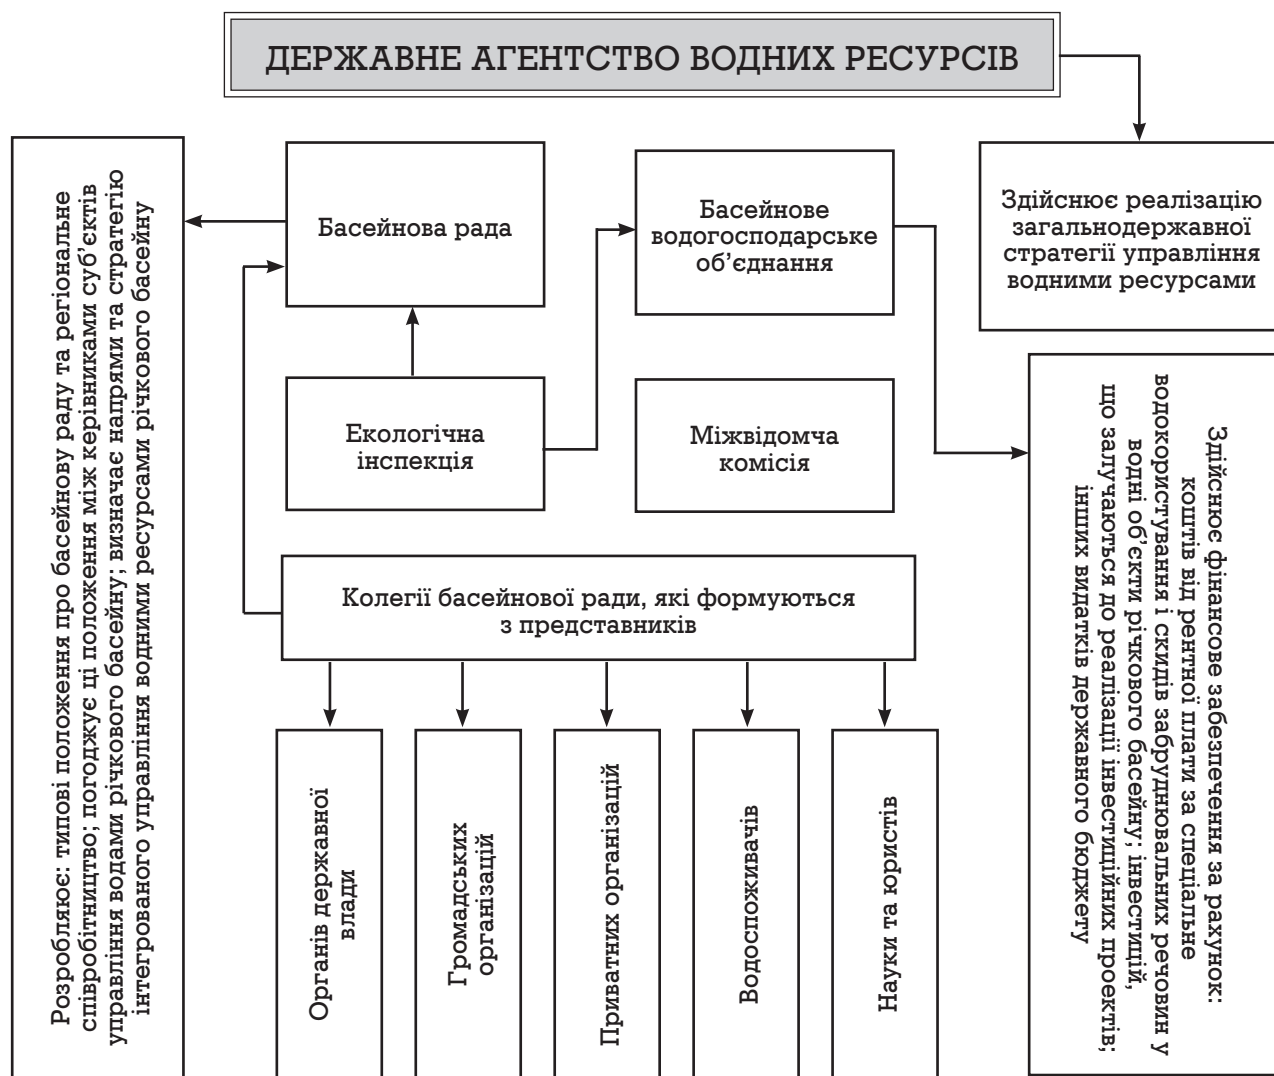 ДЕРЖАВНЕ АГЕНТСТВО ВОДНИХ РЕСУРСІВ
Розробляє: типові положення про басейнову раду та регіональне
співробітництво; погоджує ці положення між керівниками суб’єктів
управління водами річкового басейну; визначає напрями та стратегію
інтегрованого управління водними ресурсами річкового басейну
Басейнова рада
Басейнове
водогосподарське
об’єднання
Здійснює реалізацію
загальнодержавної
стратегії управління
водними ресурсами
Екологічна
інспекція
Міжвідомча
комісія
Здійснює фінансове забезпечення за рахунок:
коштів від рентної плати за спеціальне
водокористування і скидів забруднювальних речовин у
водні об’єкти річкового басейну; інвестицій,
що залучаються до реалізації інвестиційних проектів;
інших видатків державного бюджету
Колегії басейнової ради, які формуються
з представників
Органів державної
влади
Громадських
організацій
Приватних організацій
Водоспоживачів
Науки та юристів